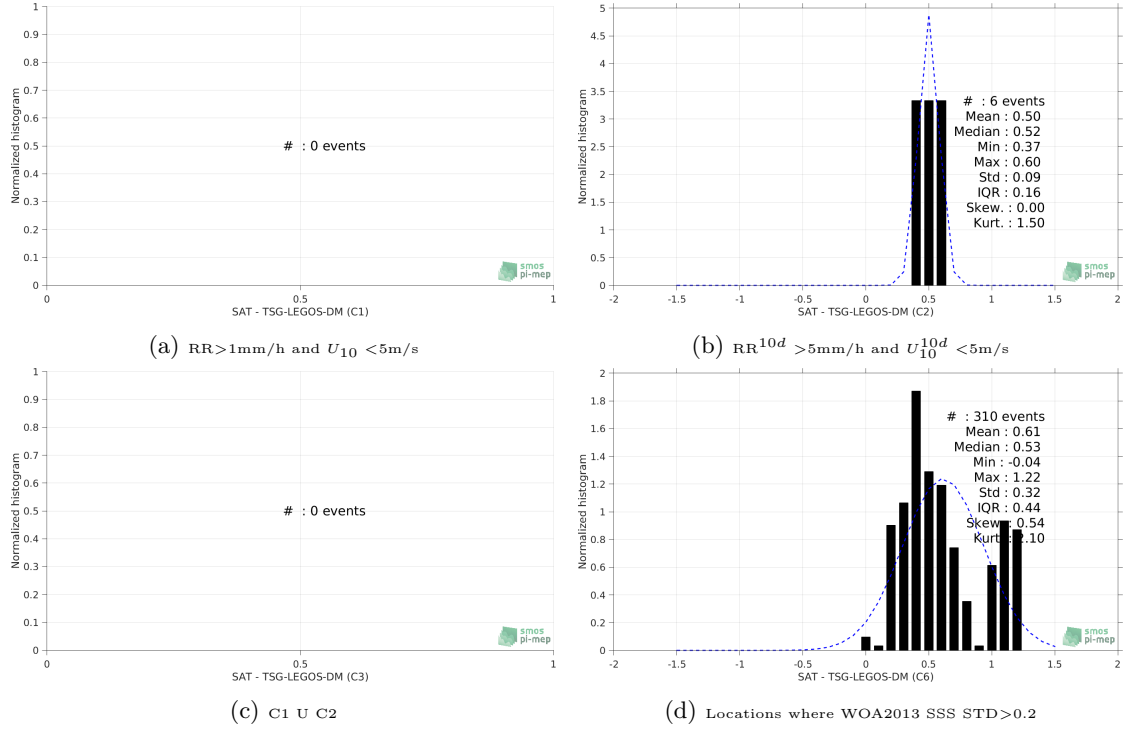 1
0.9
0.8
0.7
0.6
0.5
0.4
0.3
0.2
0.1
0
Normalized histogram
# : 0 events
smos
pi-mep
0 0.5 1
SAT - TSG-LEGOS-DM (C1)
(a) RR>1mm/h and U10 <5m/s
5
4.5
4
3.5
3
2.5
2
1.5
1
0.5
0
Normalized histogram
# : 6 events
Mean : 0.50
Median : 0.52
Min : 0.37
Max : 0.60
Std : 0.09
IQR : 0.16
Skew. : 0.00
Kurt. : 1.50
smos
pi-mep
-2 -1.5 -1 -0.5 0 0.5 1 1.5 2
SAT - TSG-LEGOS-DM (C2)
(b) RR10d >5mm/h and U10d10 <5m/s
1
0.9
0.8
0.7
0.6
0.5
0.4
0.3
0.2
0.1
0
Normalized histogram
# : 0 events
smos
pi-mep
0 0.5 1
SAT - TSG-LEGOS-DM (C3)
(c) C1 U C2
2
1.8
1.6
1.4
1.2
1
0.8
0.6
0.4
0.2
0
Normalized histogram
# : 310 events
Mean : 0.61
Median : 0.53
Min : -0.04
Max : 1.22
Std : 0.32
IQR : 0.44
Skew. : 0.54
Kurt. : 2.10
smos
pi-mep
-2 -1.5 -1 -0.5 0 0.5 1 1.5 2
SAT - TSG-LEGOS-DM (C6)
(d) Locations where WOA2013 SSS STD>0.2